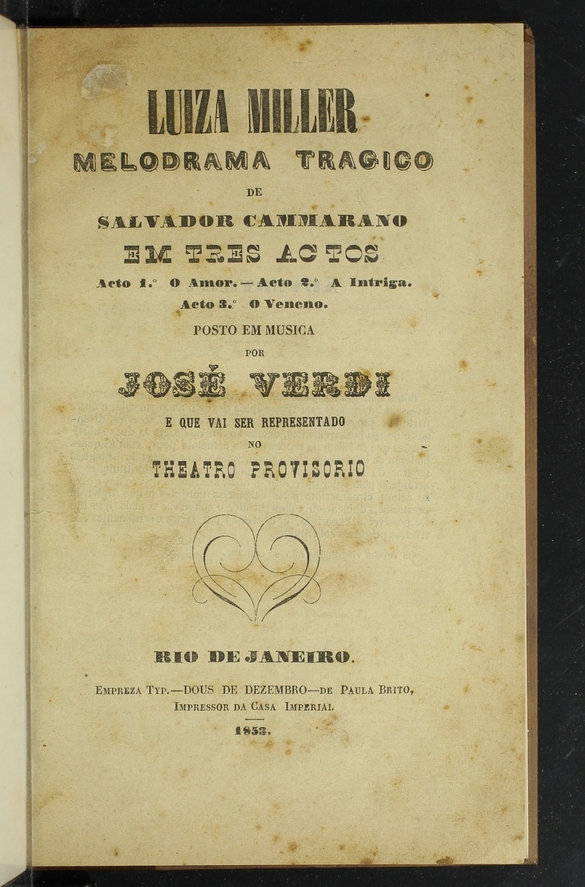 LUIZA MILLER
MELODRAMA TRAGICO
DE
SALVADOR CAMMARANO
EM TRES ACTOS
Acto 1.º O Amor. — Acto 2.º A Intriga.
Acto 3.º O Veneno.
POSTO EM MUSICA
POR
JOSÉ VERDI
E QUE VAI SER REPRESENTADO
NO
THEATRO PROVISORIO
RIO DE JANEIRO.
EMPREZA TYP.—DOUS DE DEZEMBRO—DE PAULA BRITO,
IMPRESSOR DA CASA IMPERIAL
1853.